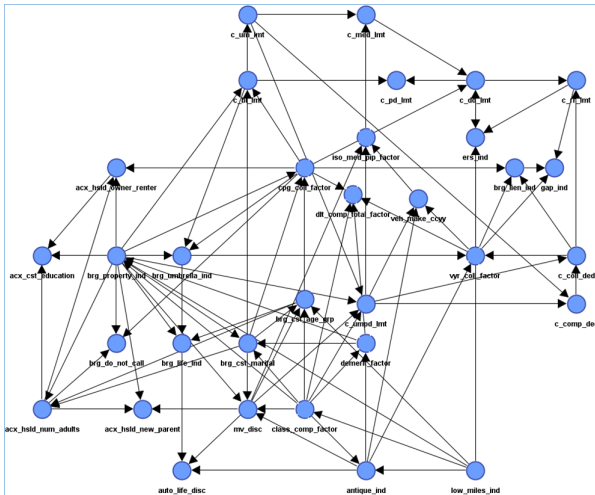 c_um_lmt
c_med_lmt
c_bi_lmt
c_pd_lmt
c_dd_lmt
c_rr_lmt
iso_med_pip_factor
ers_ind
acx_hsld_owner_renter
cpg_coll_factor
brg_lien_ind
gap_ind
dlt_comp_total_factor
veh_make_ccyy
acx_cst_education
brg_property_ind
brg_umbrella_ind
vyr_coll_factor
c_coll_ded
brg_cst_age_grp
c_umpd_lmt
c_comp_ded
brg_do_not_call
brg_life_ind
brg_cst_marital
demerit_factor
acx_hsld_num_adults
acx_hsld_new_parent
mv_disc
class_comp_factor
auto_life_disc
antique_ind
low_miles_ind